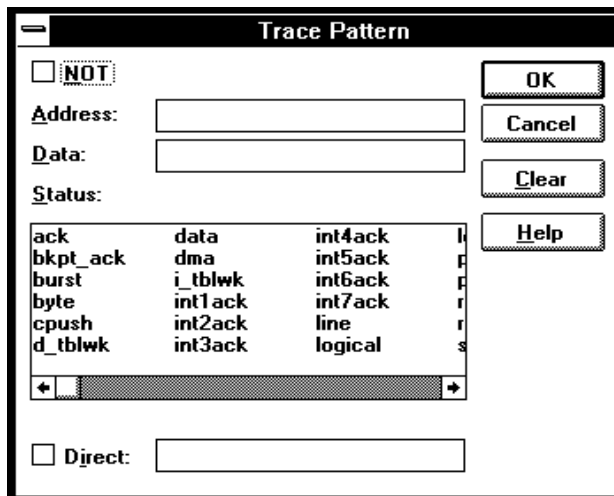 Trace Pattern
NOT
OK
Address:
Cancel
Data:
Clear
Status:
Help
ack data int4ack
bkpt_ack dma int5ack
burst i_tblwk int6ack
byte int1ack int7ack
cpush int2ack line
d_tblwk int3ack logical
Direct: